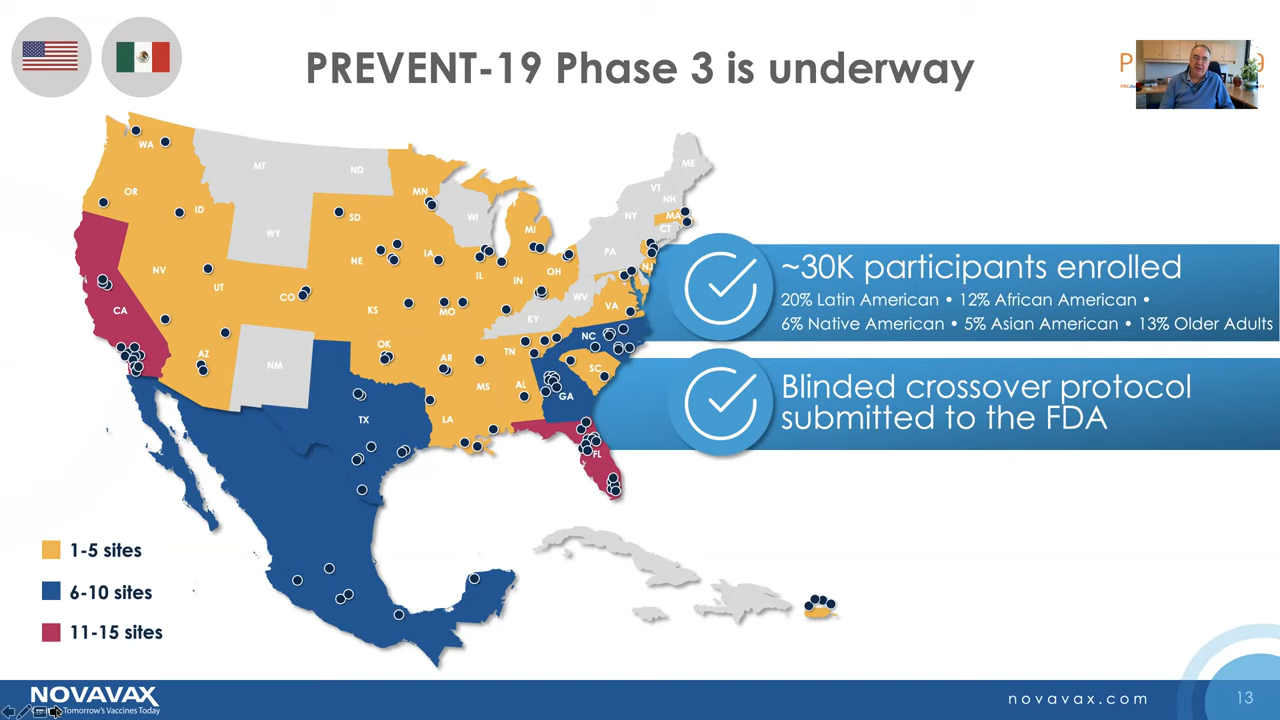 PREVENT-19 Phase 3 is underway
WA
MT
ND
MN
ME
OR
ID
SD
WI
MI
VT
NH
NY
MA
CT
WY
NE
IA
PA
NJ
NV
UT
IL
IN
OH
CO
WV
VA
CA
KS
MO
KY
NC
AZ
NM
OK
AR
TN
SC
MS
AL
GA
TX
LA
FL
~30K participants enrolled
20% Latin American • 12% African American •
6% Native American • 5% Asian American • 13% Older Adults
Blinded crossover protocol
submitted to the FDA
1-5 sites
6-10 sites
11-15 sites
NOVAVAX
Tomorrow's Vaccines Today
novavax.com
13